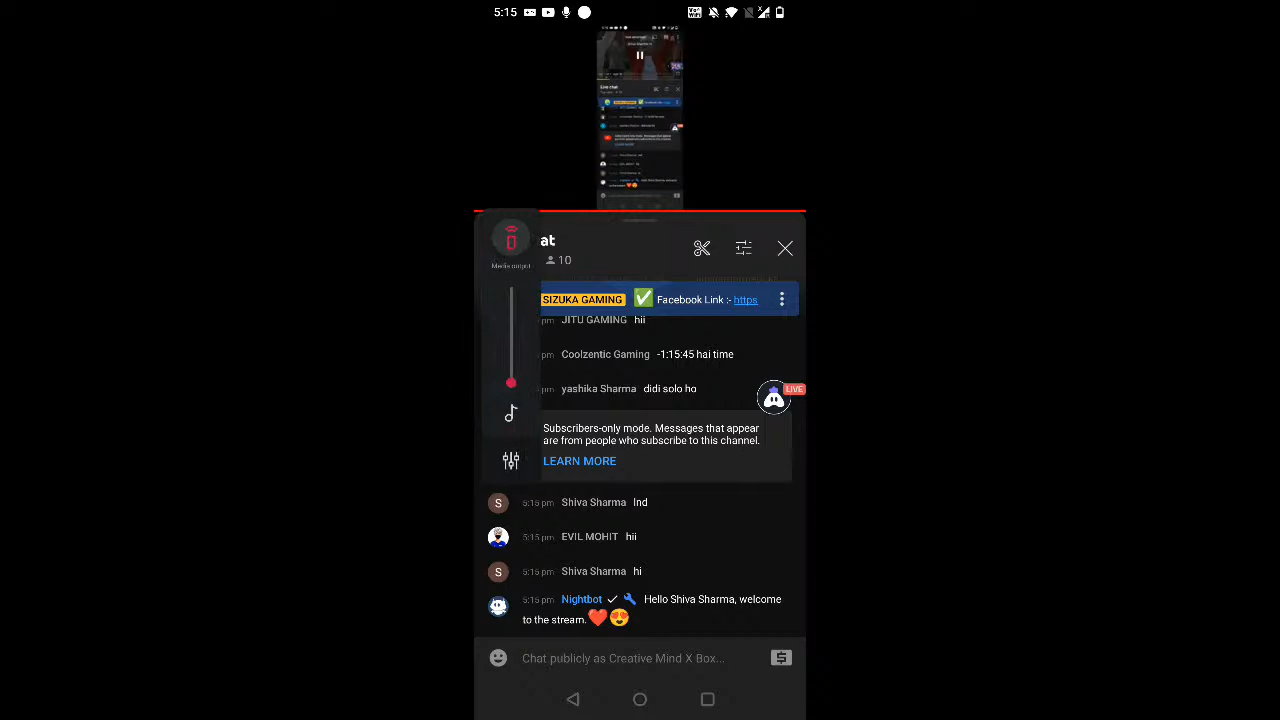 5:15
at
10
Media output
SIZUKA GAMING ✅ Facebook Link :- https
pm JITU GAMING hii
pm Coolzentic Gaming -1:15:45 hai time
pm yashika Sharma didi solo ho
LIVE
Subscribers-only mode. Messages that appear
are from people who subscribe to this channel.
LEARN MORE
S 5:15 pm Shiva Sharma Ind
5:15 pm EVIL MOHIT hii
S 5:15 pm Shiva Sharma hi
5:15 pm Nightbot Hello Shiva Sharma, welcome
to the stream.❤️😍
Chat publicly as Creative Mind X Box...